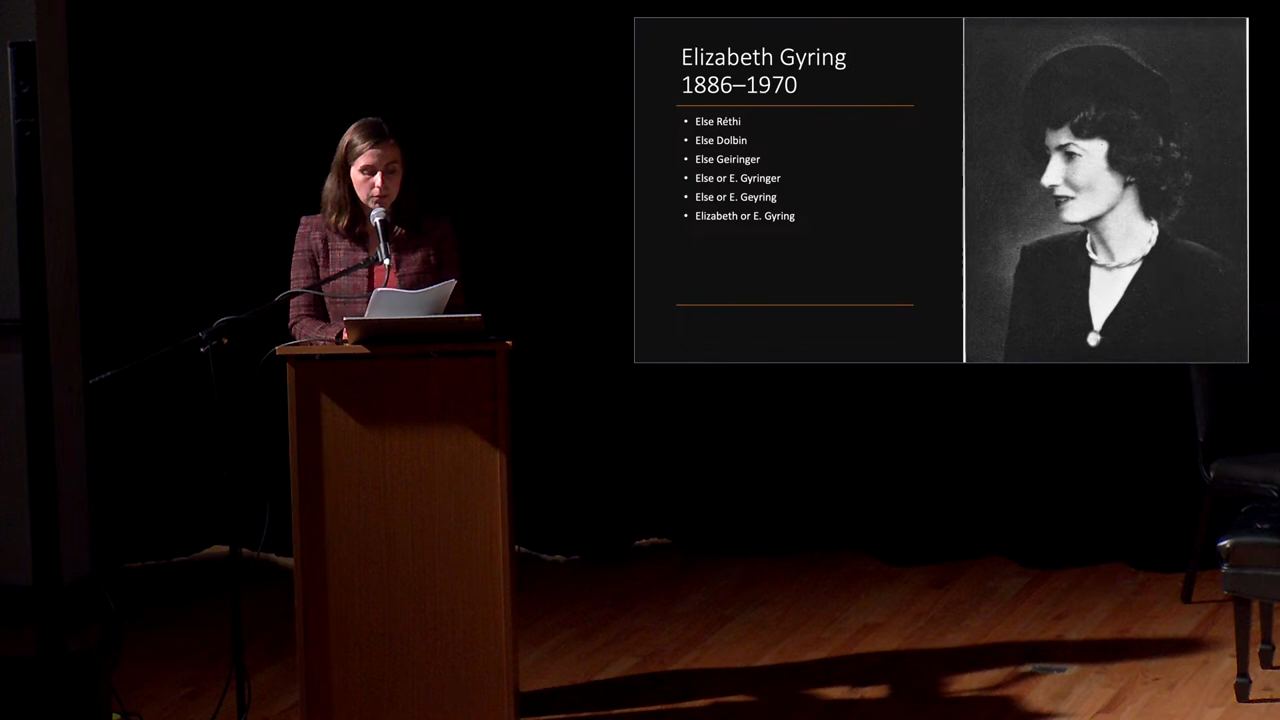 Elizabeth Gyring
1886–1970
• Else Réthi
• Else Dolbin
• Else Geiringer
• Else or E. Gyringer
• Else or E. Geyring
• Elizabeth or E. Gyring